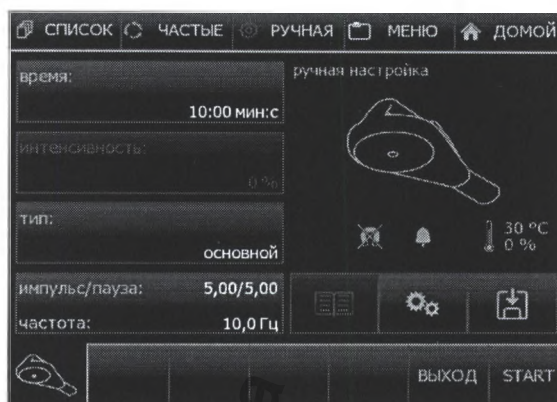 СПИСОК ЧАСТЫЕ РУЧНАЯ МЕНЮ ДОМОЙ
время:
10:00 мин:с
интенсивность:
0 %
тип:
основной
импульс/пауза: 5,00/5,00
частота: 10,0 Гц
ручная настройка
30 °C
0 %
ВЫХОД START